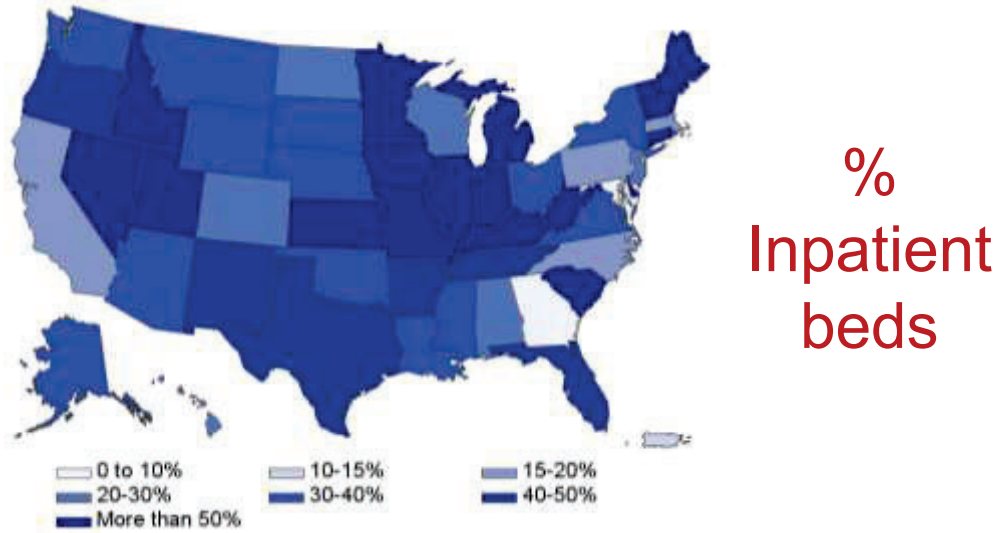 %
Inpatient
beds
0 to 10% 10-15% 15-20%
20-30% 30-40% 40-50%
More than 50%